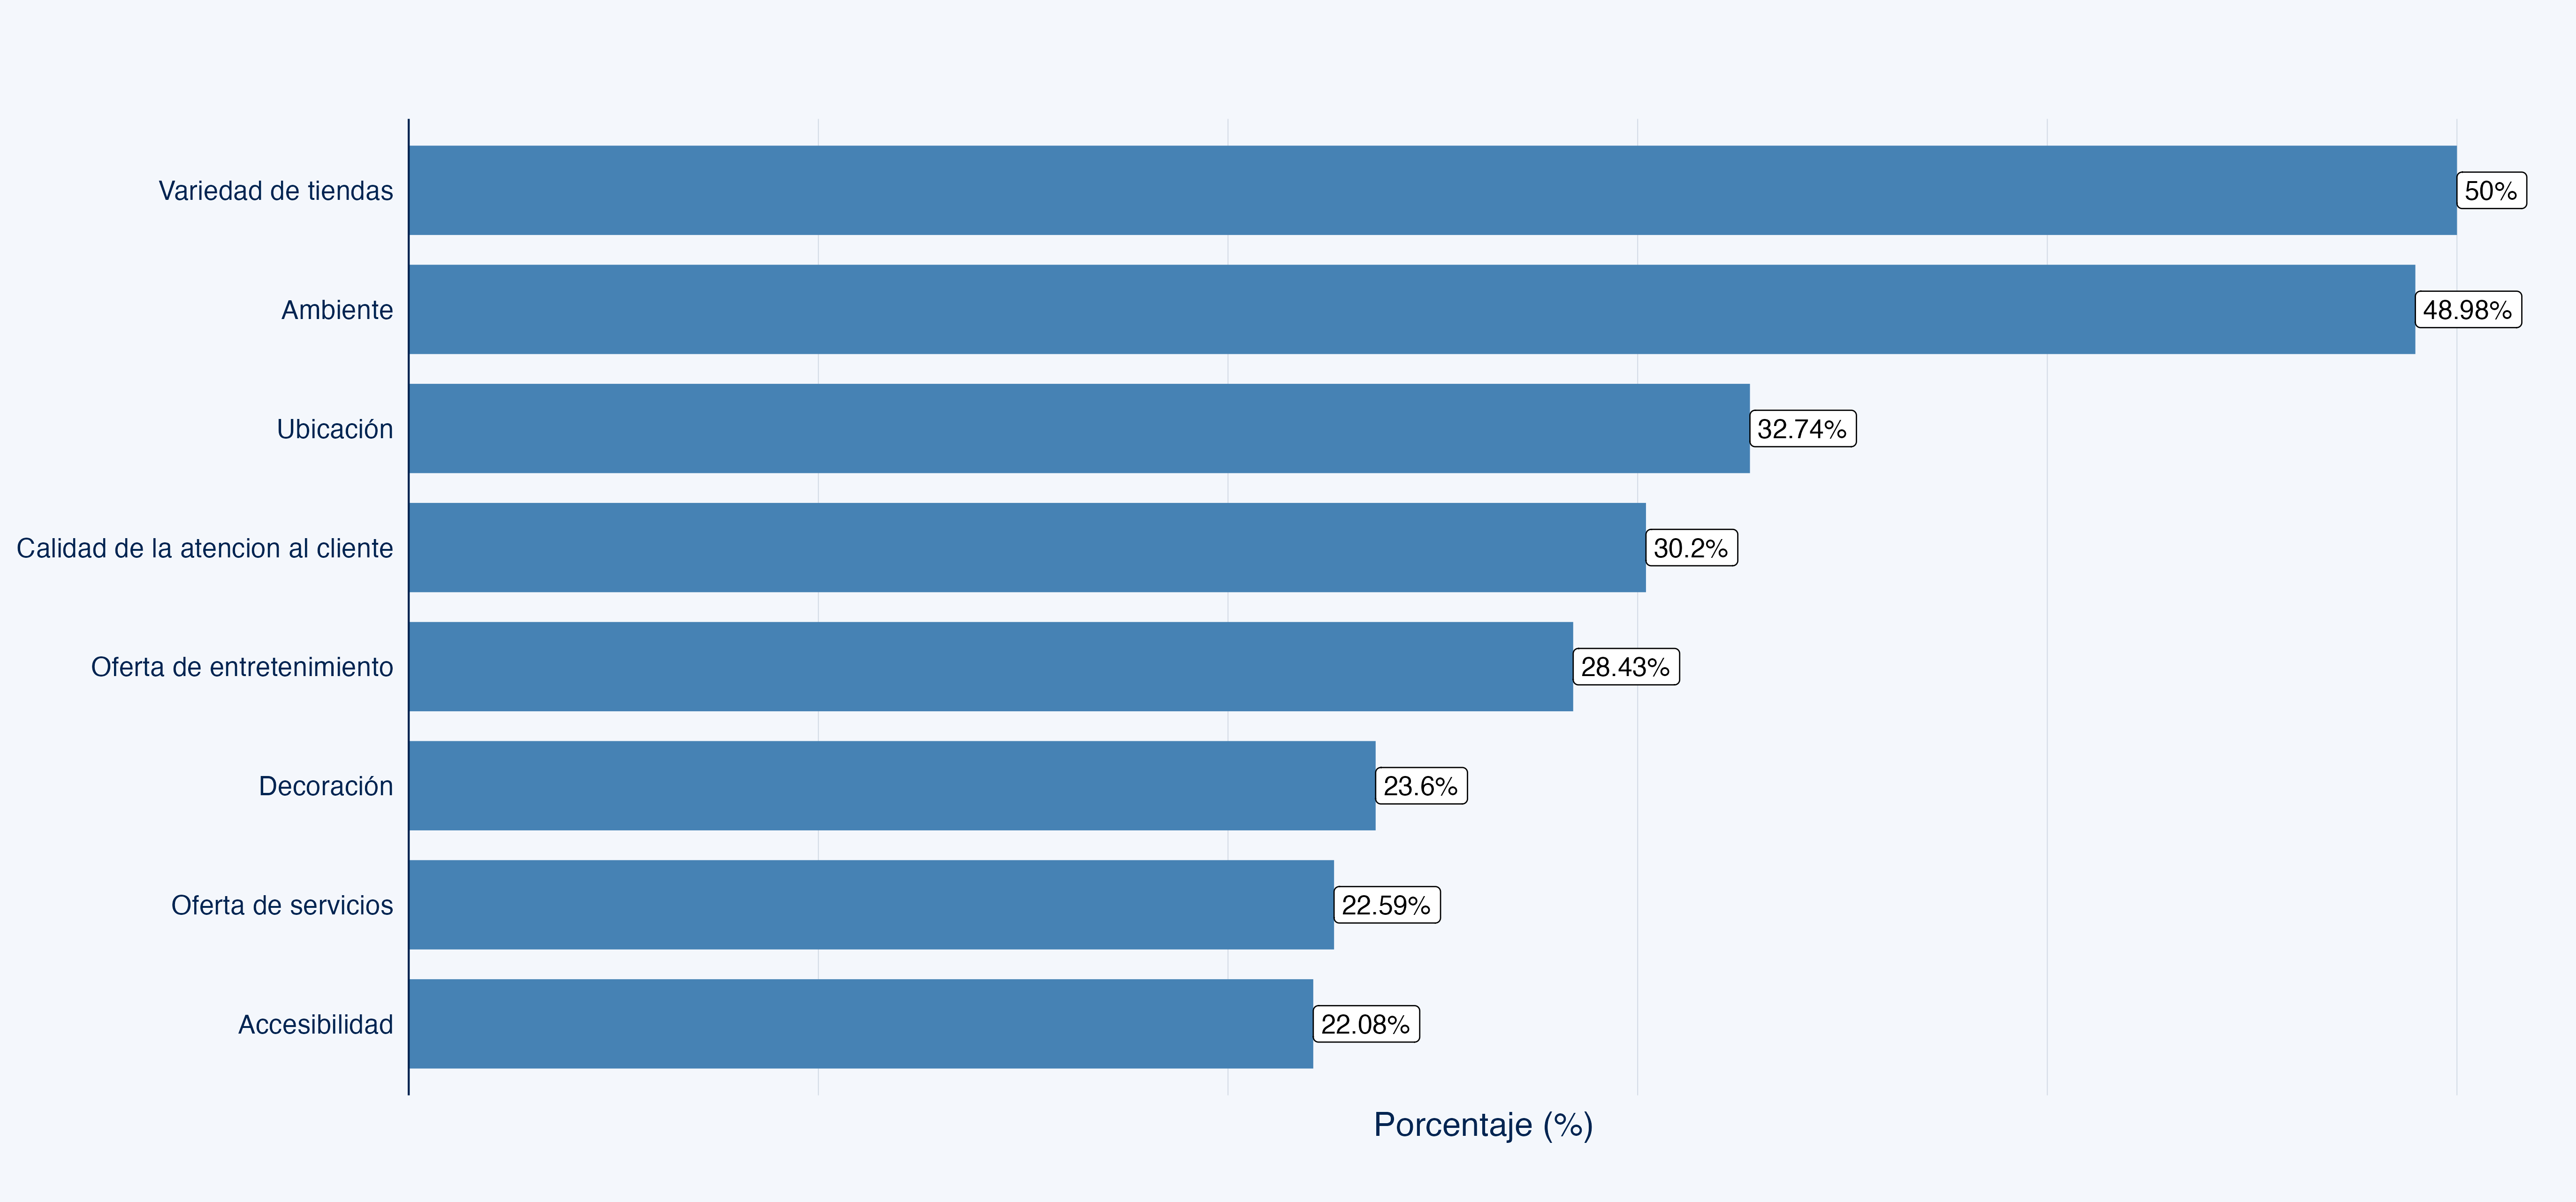 Variedad de tiendas 50%
Ambiente 48.98%
Ubicación 32.74%
Calidad de la atencion al cliente 30.2%
Oferta de entretenimiento 28.43%
Decoración 23.6%
Oferta de servicios 22.59%
Accesibilidad 22.08%
Porcentaje (%)